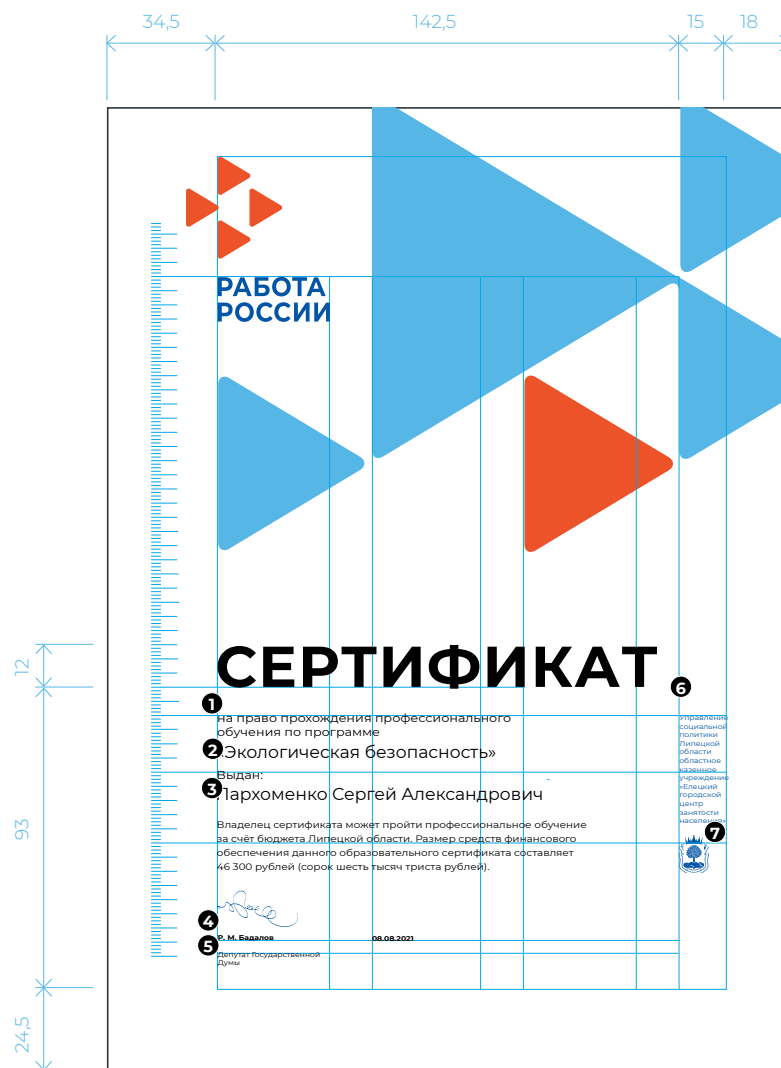 34,5 142,5 15 18
РАБОТА
РОССИИ
12
СЕРТИФИКАТ
6
1
на право прохождения профессионального
обучения по программе
2
«Экологическая безопасность»
Выдан:
3
Пархоменко Сергей Александрович
Управление
социальной
политики
Липецкой
области
областное
казенное
учреждение
«Елецкий
городской
центр
занятости
населения»
7
93
Владелец сертификата может пройти профессиональное обучение
за счёт бюджета Липецкой области. Размер средств финансового
обеспечения данного образовательного сертификата составляет
46 300 рублей (сорок шесть тысяч триста рублей).
4
Р. М. Бадалов 08.08.2021
5
Депутат Государственной
Думы
24,5